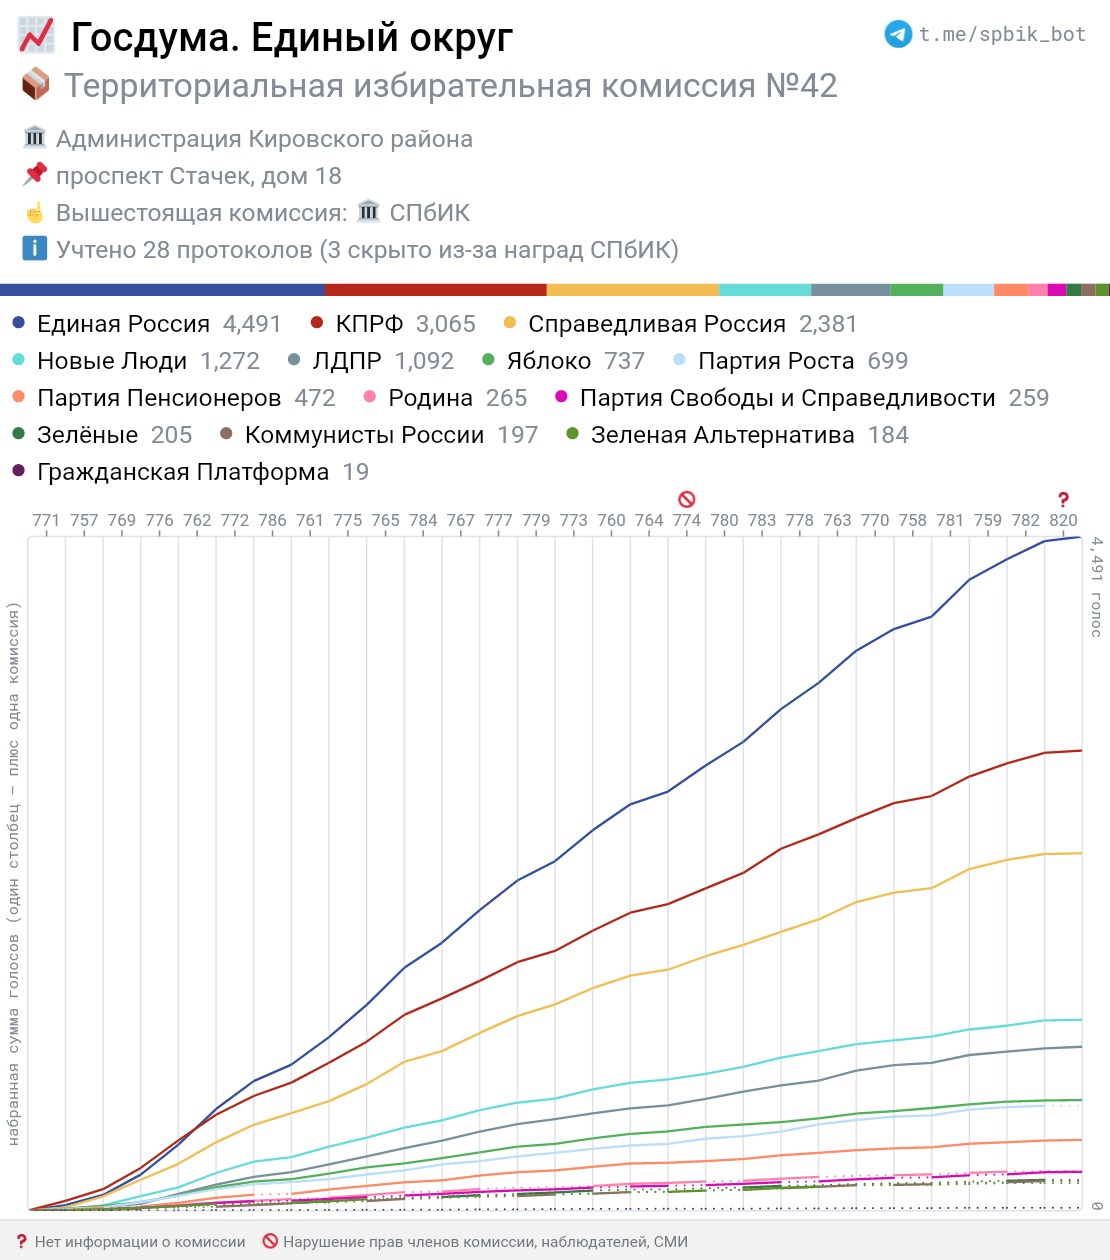 Госдума. Единый округ
t.me/spbik_bot
Территориальная избирательная комиссия №42
Администрация Кировского района
проспект Стачек, дом 18
Вышестоящая комиссия: СПбИК
Учтено 28 протоколов (3 скрыто из-за наград СПбИК)
Единая Россия 4,491 КПРФ 3,065 Справедливая Россия 2,381
Новые Люди 1,272 ЛДПР 1,092 Яблоко 737 Партия Роста 699
Партия Пенсионеров 472 Родина 265 Партия Свободы и Справедливости 259
Зелёные 205 Коммунисты России 197 Зеленая Альтернатива 184
Гражданская Платформа 19
771 757 769 776 762 772 786 761 775 765 784 767 777 779 773 760 764 774 780 783 778 763 770 758 781 759 782 820
4,491 голос
набранная сумма голосов (один столбец — плюс одна комиссия)
0
? Нет информации о комиссии Нарушение прав членов комиссии, наблюдателей, СМИ